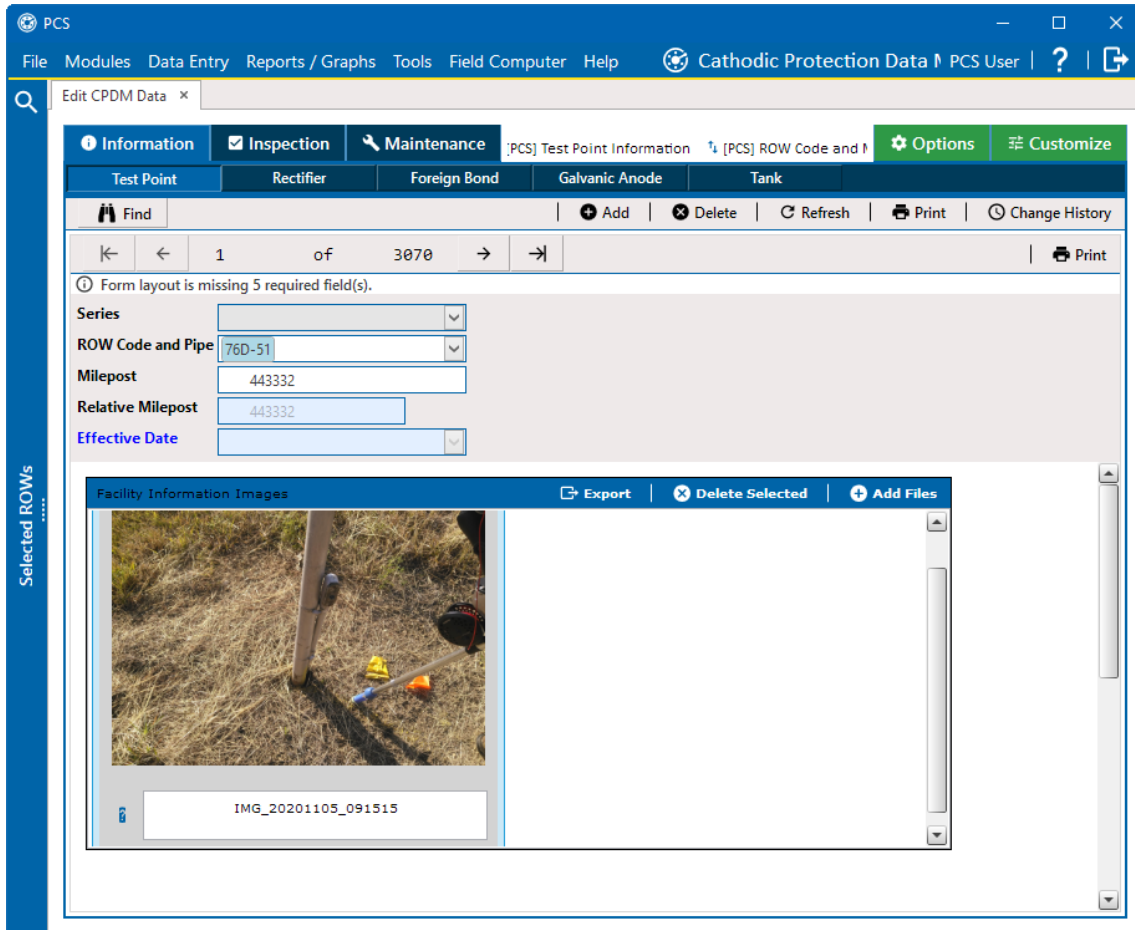 PCS
File Modules Data Entry Reports / Graphs Tools Field Computer Help Cathodic Protection Data M PCS User | ? |
Edit CPDM Data ×
Information Inspection Maintenance [PCS] Test Point Information [PCS] ROW Code and M Options Customize
Test Point Rectifier Foreign Bond Galvanic Anode Tank
Find | Add | Delete | Refresh | Print | Change History
1 of 3070 | Print
Form layout is missing 5 required field(s).
Series
ROW Code and Pipe 76D-51
Milepost 443332
Relative Milepost 443332
Effective Date
Selected ROWs
Facility Information Images Export | Delete Selected | Add Files
IMG_20201105_091515